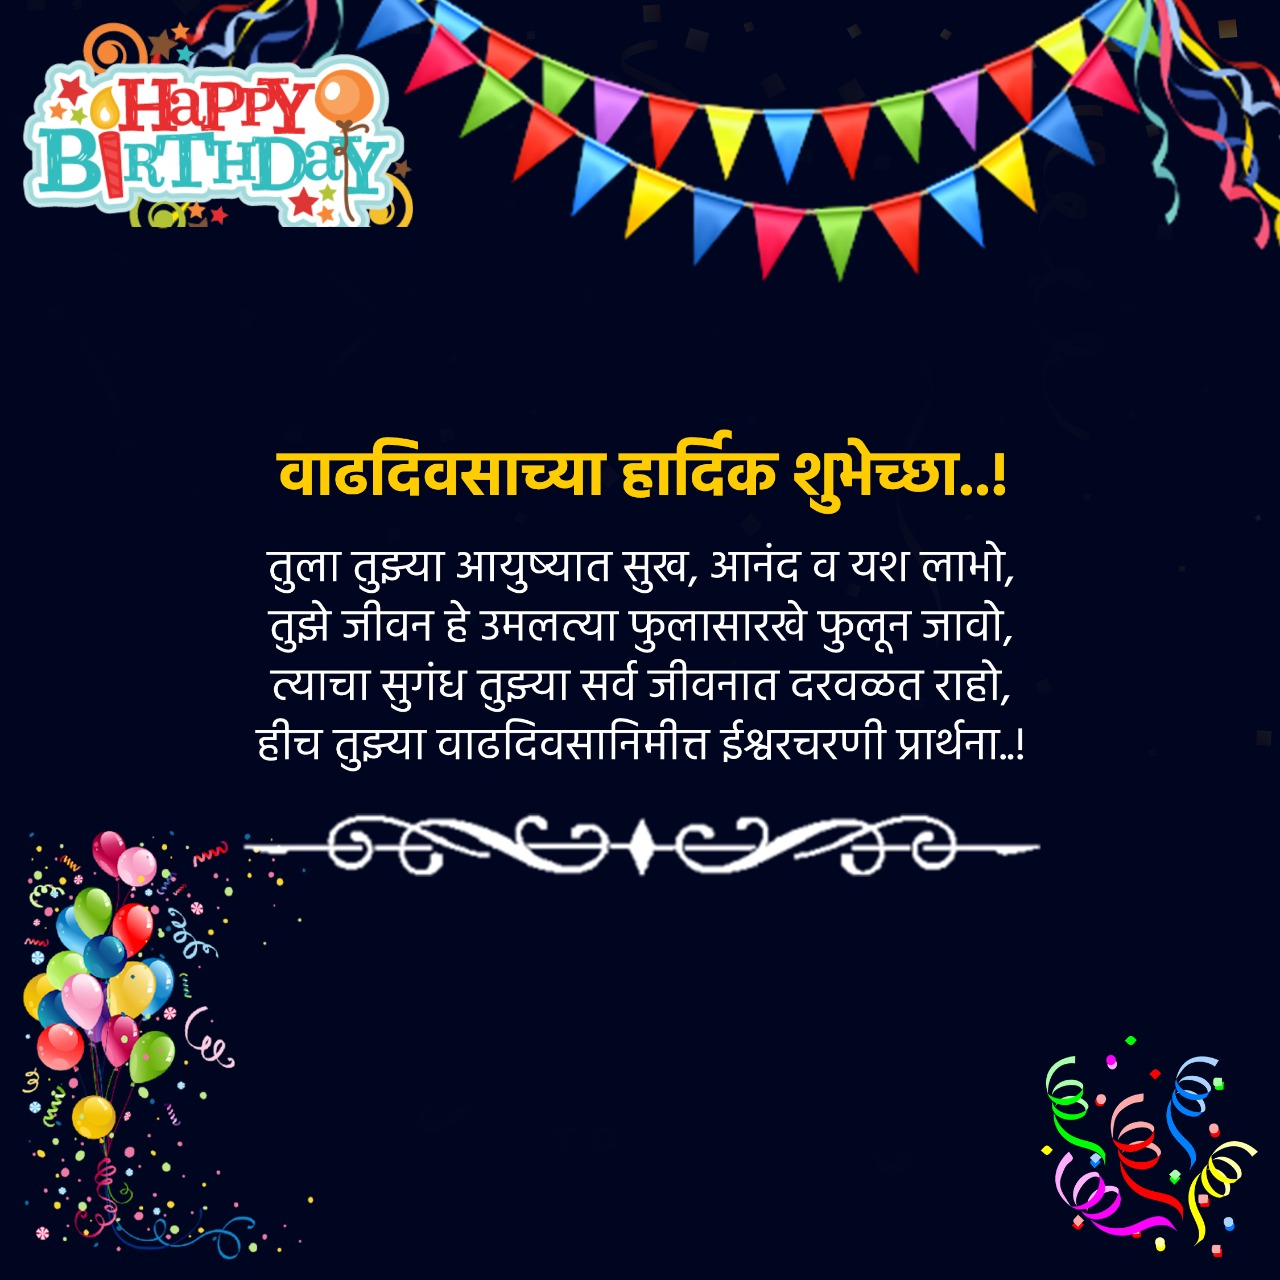 HAPPY
BIRTHDAY
वाढदिवसाच्या हार्दिक शुभेच्छा..!
तुला तुझ्या आयुष्यात सुख, आनंद व यश लाभो,
तुझे जीवन हे उमलत्या फुलासारखे फुलून जावो,
त्याचा सुगंध तुझ्या सर्व जीवनात दरवळत राहो,
हीच तुझ्या वाढदिवसानिमीत्त ईश्वरचरणी प्रार्थना..!